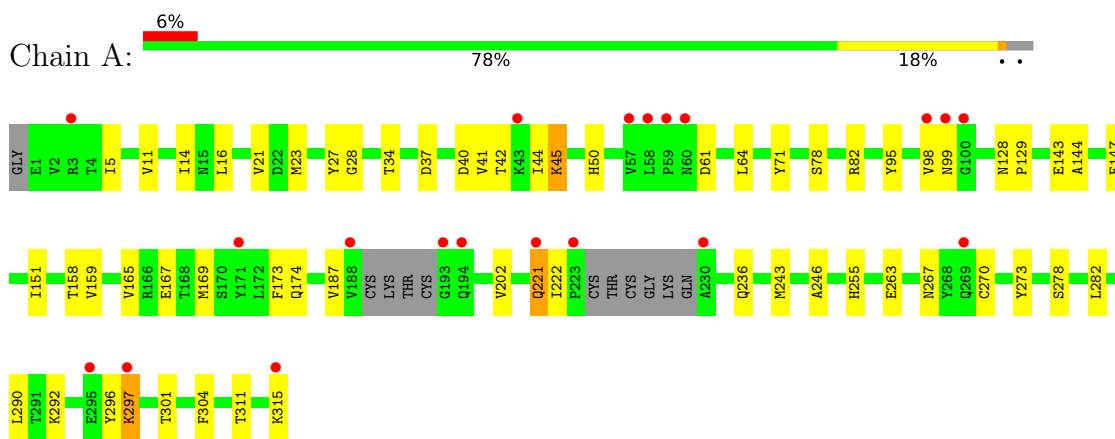 6%
Chain A:
78% 18% • •
GLY E1 V2 R3 T4 I5 V11 I14 N15 L16 V21 D22 M23 Y27 G28 T34 D37 D40 V41 T42 K43 I44 K45 H50 V57 L58 P59 N60 D61 L64 Y71 S78 R82 Y95 V98 N99 G100 N128 P129 E143 A144
I151 T158 V159 V165 R166 E167 T168 M169 S170 Y171 L172 F173 Q174 V187 V188 CYS LYS THR CYS G193 Q194 V202 Q221 I222 P223 CYS THR CYS GLY LYS GLN A230 Q236 M243 A246 H255 E263 N267 Y268 Q269 C270 Y273 S278 L282
L290 T291 K292 E295 Y296 K297 T301 F304 T311 K315